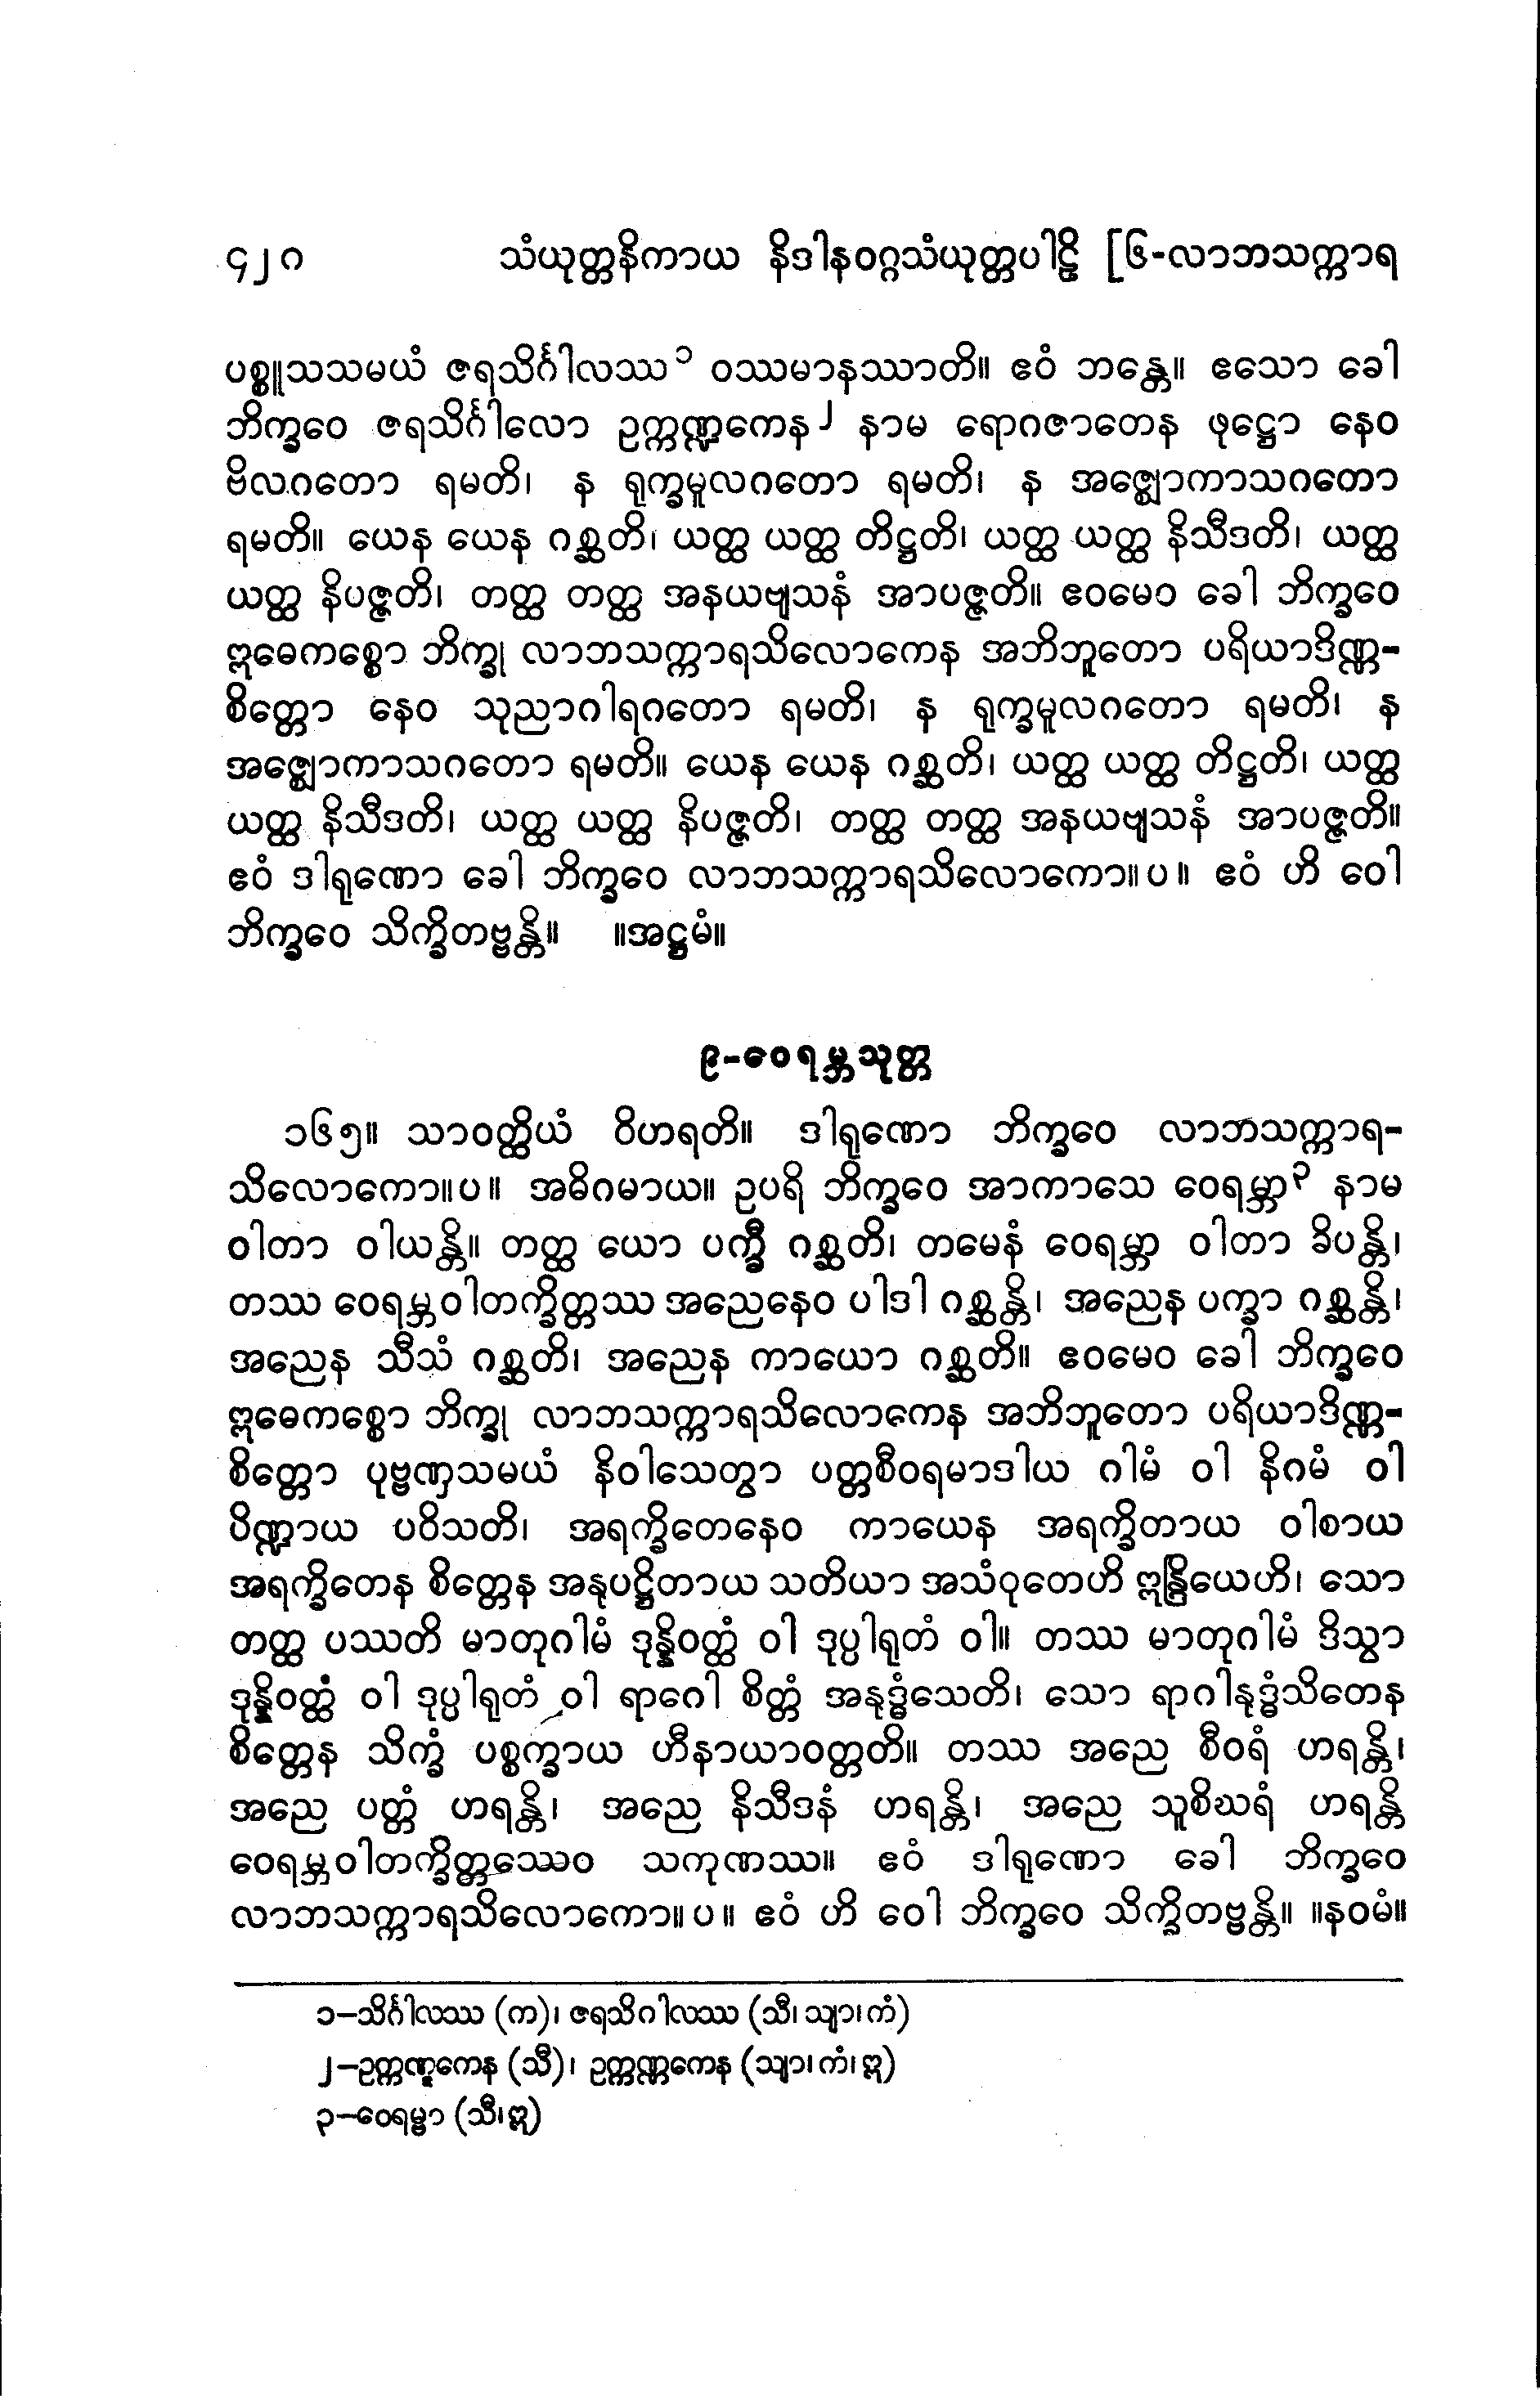 ၄၂၈ သံယုတ္တနိကာယ နိဒါနဝဂ္ဂသံယုတ္တပါဠိ [၆-လာဘသက္ကာရ
ပစ္စူသသမယံ ဇရသိင်္ဂါလဿ၁ ဝဿမာနဿာတိ။ ဧဝံ ဘန္တေ။ ဧသော ခေါ
ဘိက္ခဝေ ဇရသိင်္ဂါလော ဥက္ကဏ္ဍကေန၂ နာမ ရောဂဇာတေန ဖုဋ္ဌော နေဝ
ဗိလဂတော ရမတိ၊ န ရုက္ခမူလဂတော ရမတိ၊ န အဇ္ဈောကာသဂတော
ရမတိ။ ယေန ယေန ဂစ္ဆတိ၊ ယတ္ထ ယတ္ထ တိဋ္ဌတိ၊ ယတ္ထ ယတ္ထ နိသီဒတိ၊ ယတ္ထ
ယတ္ထ နိပဇ္ဇတိ၊ တတ္ထ တတ္ထ အနယဗျသနံ အာပဇ္ဇတိ။ ဧဝမေဝ ခေါ ဘိက္ခဝေ
ဣဓေကစ္စော ဘိက္ခု လာဘသက္ကာရသိလောကေန အဘိဘူတော ပရိယာဒိဏ္ဏ-
စိတ္တော နေဝ သုညာဂါရဂတော ရမတိ၊ န ရုက္ခမူလဂတော ရမတိ၊ န
အဇ္ဈောကာသဂတော ရမတိ။ ယေန ယေန ဂစ္ဆတိ၊ ယတ္ထ ယတ္ထ တိဋ္ဌတိ၊ ယတ္ထ
ယတ္ထ နိသီဒတိ၊ ယတ္ထ ယတ္ထ နိပဇ္ဇတိ၊ တတ္ထ တတ္ထ အနယဗျသနံ အာပဇ္ဇတိ။
ဧဝံ ဒါရုဏော ခေါ ဘိက္ခဝေ လာဘသက္ကာရသိလောကော။ပ။ ဧဝံ ဟိ ဝေါ
ဘိက္ခဝေ သိက္ခိတဗ္ဗန္တိ။ ။အဋ္ဌမံ။
၉-ဝေရမ္ဘသုတ္တ
၁၆၅။ သာဝတ္ထိယံ ဝိဟရတိ။ ဒါရုဏော ဘိက္ခဝေ လာဘသက္ကာရ-
သိလောကော။ပ။ အဓိဂမာယ။ ဥပရိ ဘိက္ခဝေ အာကာသေ ဝေရမ္ဘာ၃ နာမ
ဝါတာ ဝါယန္တိ။ တတ္ထ ယော ပက္ခီ ဂစ္ဆတိ၊ တမေနံ ဝေရမ္ဘာ ဝါတာ ခိပန္တိ၊
တဿ ဝေရမ္ဘဝါတက္ခိတ္တဿ အညေနေဝ ပါဒါ ဂစ္ဆန္တိ၊ အညေန ပက္ခာ ဂစ္ဆန္တိ၊
အညေန သီသံ ဂစ္ဆတိ၊ အညေန ကာယော ဂစ္ဆတိ။ ဧဝမေဝ ခေါ ဘိက္ခဝေ
ဣဓေကစ္စော ဘိက္ခု လာဘသက္ကာရသိလောကေန အဘိဘူတော ပရိယာဒိဏ္ဏ-
စိတ္တော ပုဗ္ဗဏှသမယံ နိဝါသေတွာ ပတ္တစီဝရမာဒါယ ဂါမံ ဝါ နိဂမံ ဝါ
ပိဏ္ဍာယ ပဝိသတိ၊ အရက္ခိတေနေဝ ကာယေန အရက္ခိတာယ ဝါစာယ
အရက္ခိတေန စိတ္တေန အနုပဋ္ဌိတာယ သတိယာ အသံဝုတေဟိ ဣန္ဒြိယေဟိ၊ သော
တတ္ထ ပဿတိ မာတုဂါမံ ဒုန္နိဝတ္ထံ ဝါ ဒုပ္ပါရုတံ ဝါ။ တဿ မာတုဂါမံ ဒိသွာ
ဒုန္နိဝတ္ထံ ဝါ ဒုပ္ပါရုတံ ဝါ ရာဂေါ စိတ္တံ အနုဒ္ဓံသေတိ၊ သော ရာဂါနုဒ္ဓံသိတေန
စိတ္တေန သိက္ခံ ပစ္စက္ခာယ ဟီနာယာဝတ္တတိ။ တဿ အညေ စီဝရံ ဟရန္တိ၊
အညေ ပတ္တံ ဟရန္တိ၊ အညေ နိသီဒနံ ဟရန္တိ၊ အညေ သူစိဃရံ ဟရန္တိ
ဝေရမ္ဘဝါတက္ခိတ္တဿေဝ သကုဏဿ။ ဧဝံ ဒါရုဏော ခေါ ဘိက္ခဝေ
လာဘသက္ကာရသိလောကော။ပ။ ဧဝံ ဟိ ဝေါ ဘိက္ခဝေ သိက္ခိတဗ္ဗန္တိ။ ။နဝမံ။
၁−သိင်္ဂါလဿ (က)၊ ဇရသိဂါလဿ (သီ၊ သျာ၊ ကံ)
၂−ဥက္ကဏ္ဋကေန (သီ)၊ ဥက္ကဏ္ဏကေန (သျာ၊ ကံ၊ ဣ)
၃−ဝေရမ္ဗာ (သီ၊ ဣ)